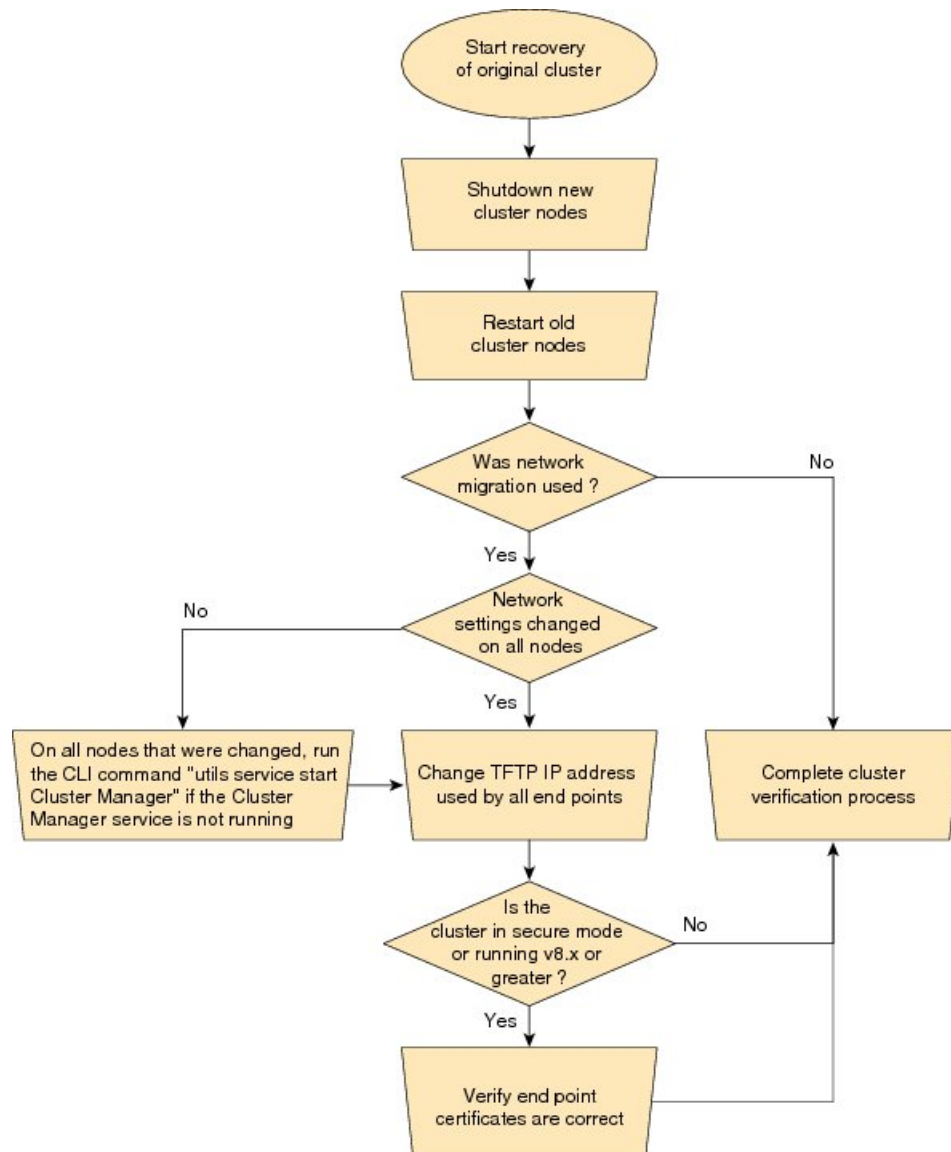 Start recovery
of original cluster
Shutdown new
cluster nodes
Restart old
cluster nodes
Was network
migration used ?
No
Yes
Network
settings changed
on all nodes
No
Yes
On all nodes that were changed, run
the CLI command "utils service start
Cluster Manager" if the Cluster
Manager service is not running
Change TFTP IP address
used by all end points
Complete cluster
verification process
Is the
cluster in secure mode
or running v8.x or
greater ?
No
Yes
Verify end point
certificates are correct